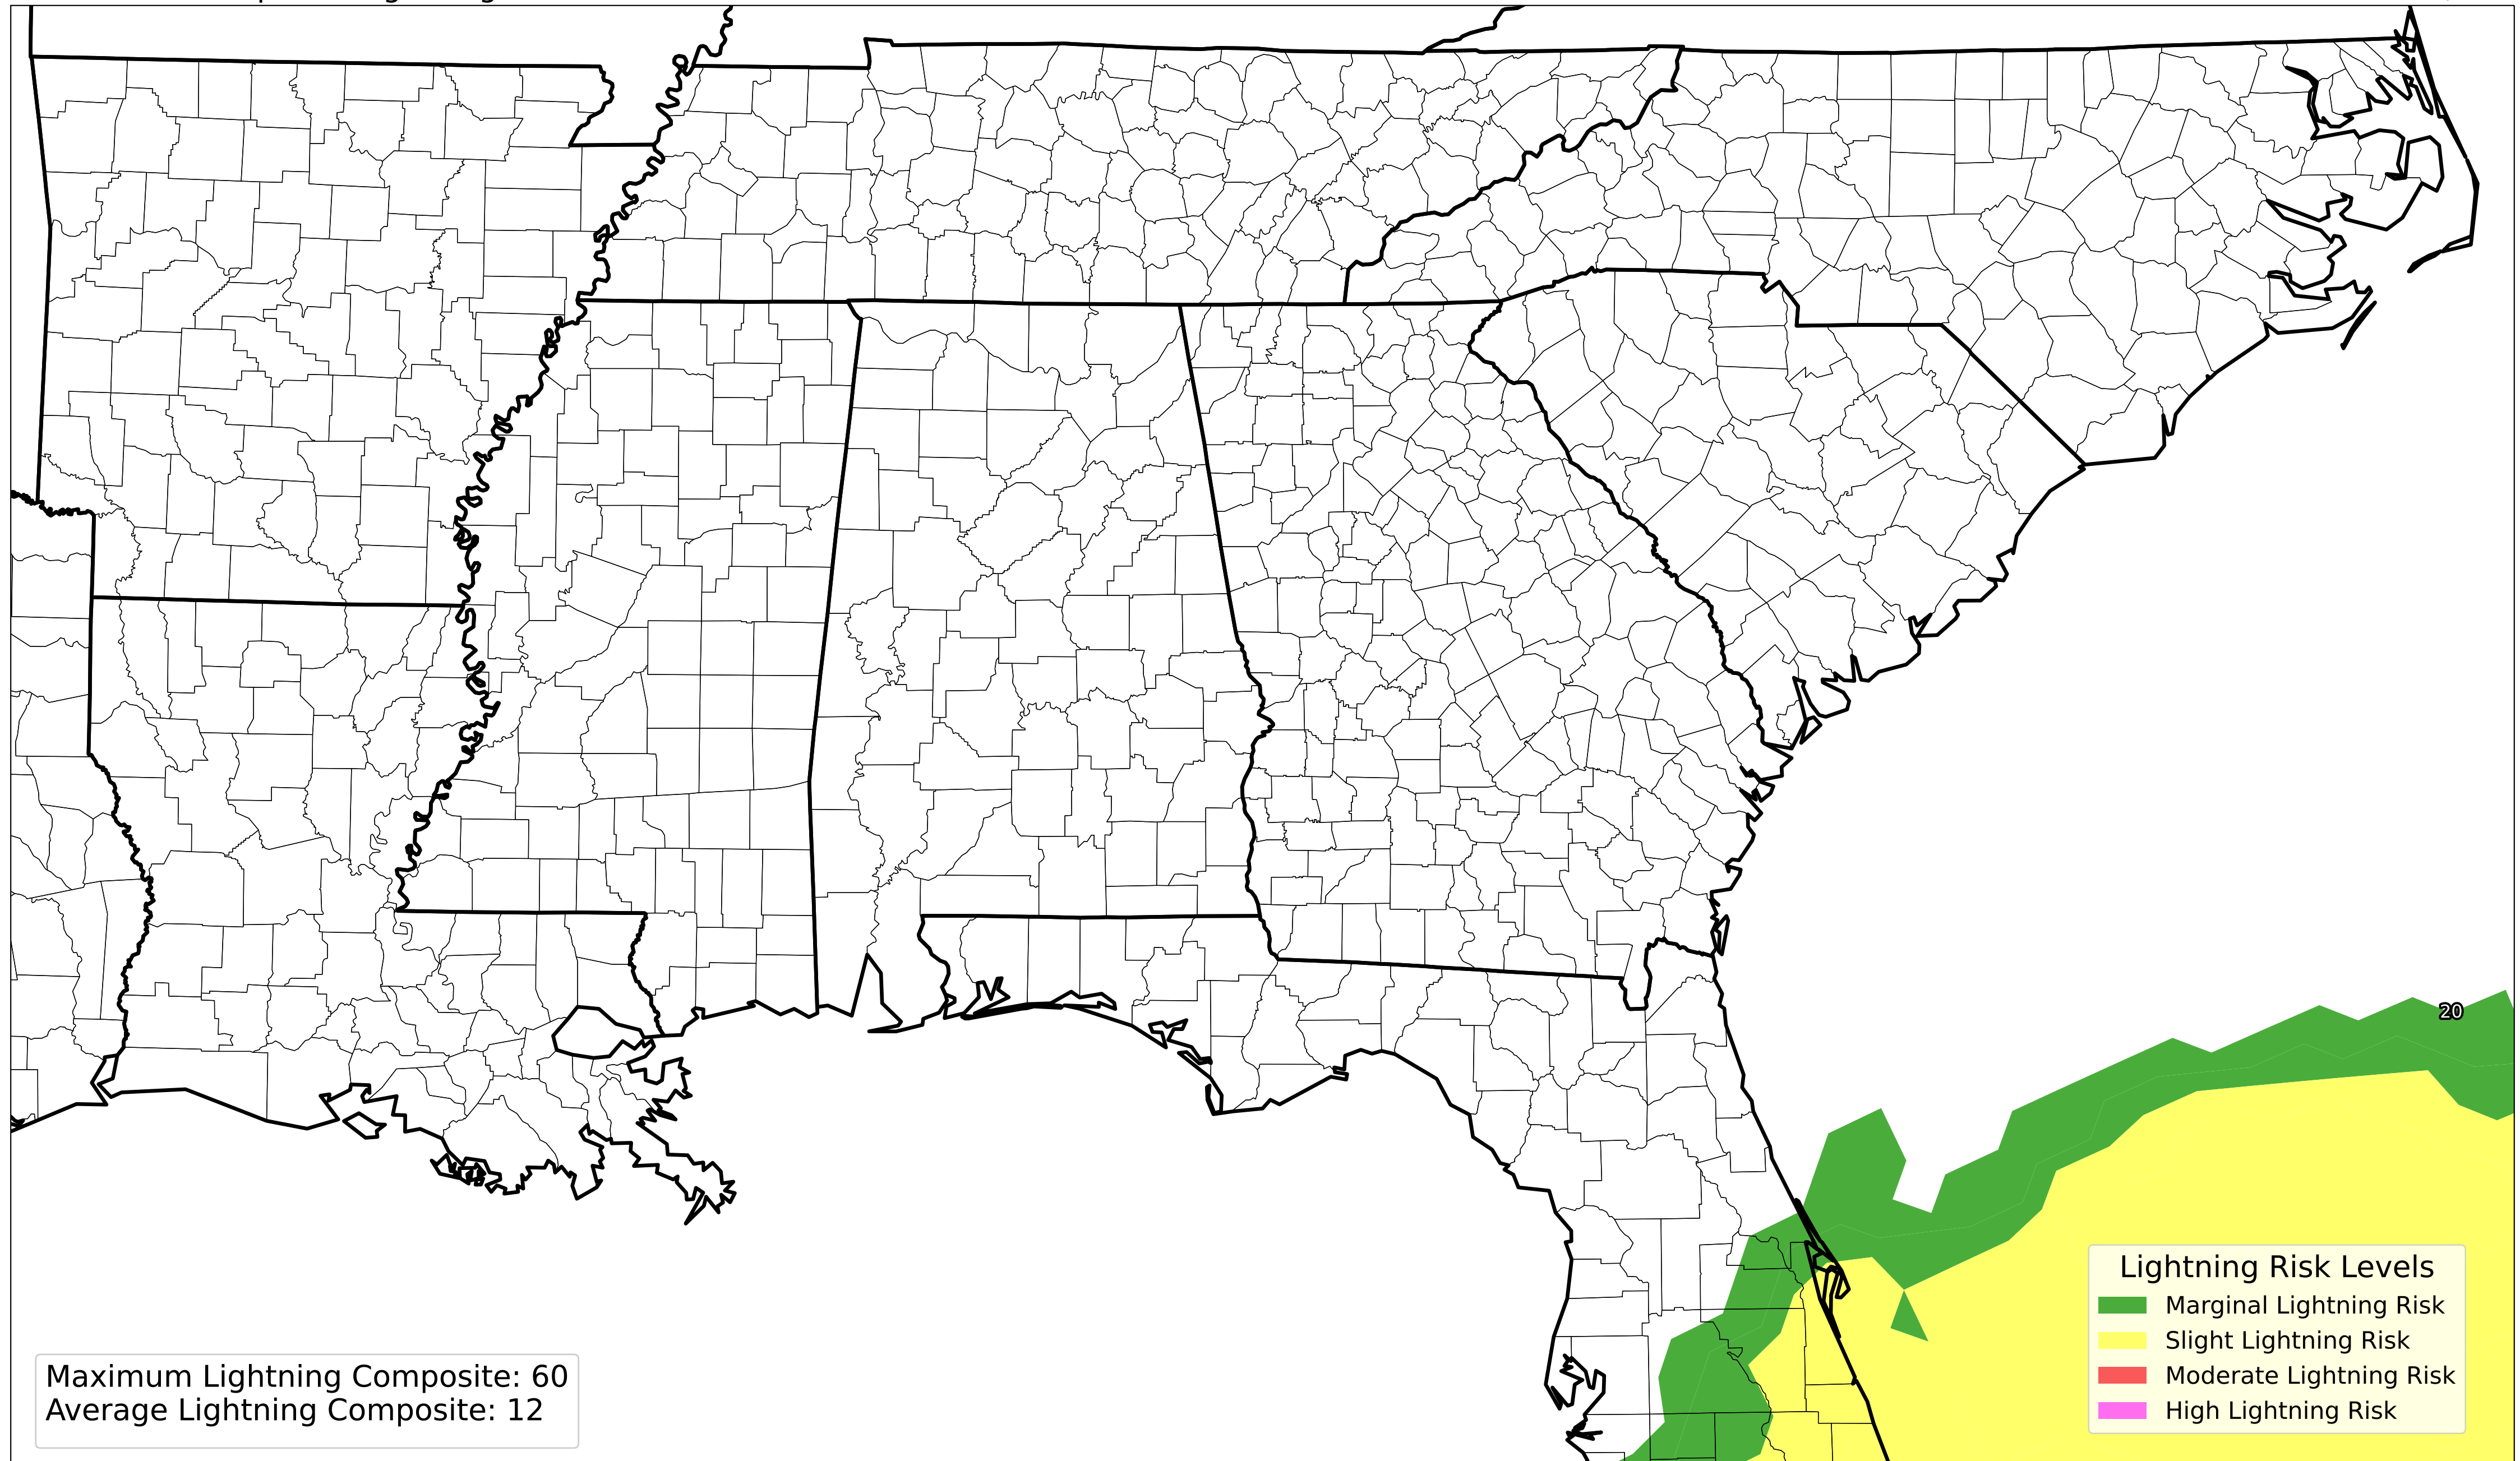 20
Lightning Risk Levels
Marginal Lightning Risk
Slight Lightning Risk
Moderate Lightning Risk
High Lightning Risk
Maximum Lightning Composite: 60
Average Lightning Composite: 12